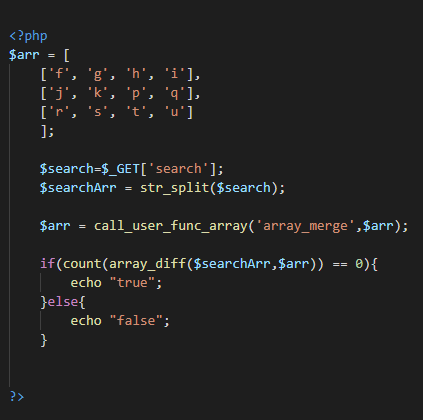 <?php
$arr = [
    ['f', 'g', 'h', 'i'],
    ['j', 'k', 'p', 'q'],
    ['r', 's', 't', 'u']
    ];
    $search=$_GET['search'];
    $searchArr = str_split($search);
    $arr = call_user_func_array('array_merge',$arr);
    if(count(array_diff($searchArr,$arr)) == 0){
        echo "true";
    }else{
        echo "false";
    }
?>